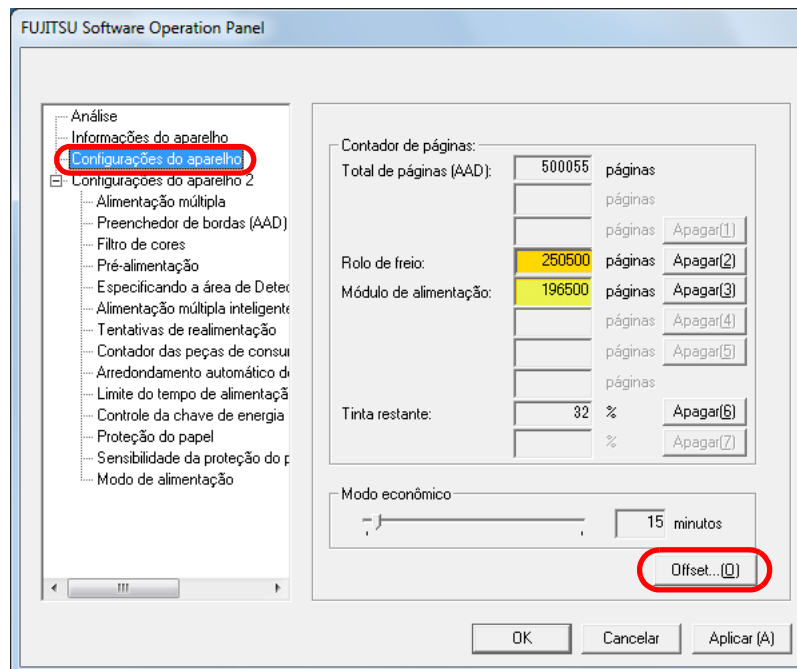 FUJITSU Software Operation Panel
Análise
Informações do aparelho
Configurações do aparelho
Configurações do aparelho 2
Alimentação múltipla
Preenchedor de bordas (AAD)
Filtro de cores
Pré-alimentação
Especificando a área de Detec
Alimentação múltipla inteligente
Tentativas de realimentação
Contador das peças de consu
Arredondamento automático d
Limite do tempo de alimentaçã
Controle da chave de energia
Proteção do papel
Sensibilidade da proteção do p
Modo de alimentação
Contador de páginas:
Total de páginas (AAD): 500055 páginas
páginas
páginas Apagar(1)
Rolo de freio: 250500 páginas Apagar(2)
Módulo de alimentação: 196500 páginas Apagar(3)
páginas Apagar(4)
páginas Apagar(5)
páginas
Tinta restante: 32 % Apagar(6)
% Apagar(7)
Modo econômico
15 minutos
Offset...(O)
OK Cancelar Aplicar (A)